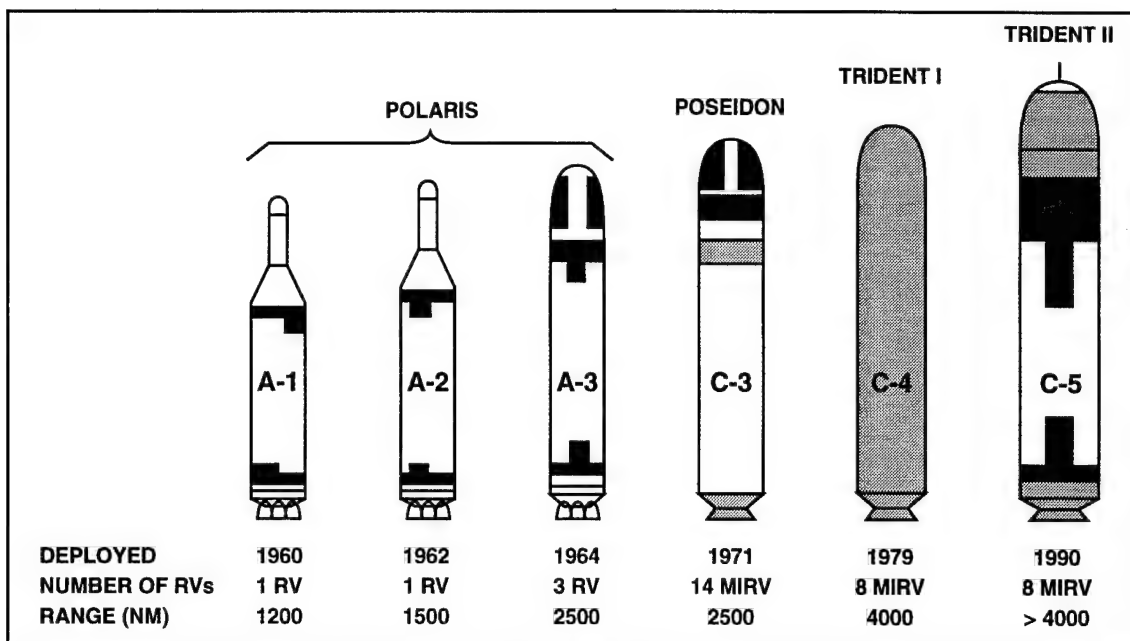 TRIDENT II
TRIDENT I
POLARIS
POSEIDON
A-1 A-2 A-3 C-3 C-4 C-5
DEPLOYED 1960 1962 1964 1971 1979 1990
NUMBER OF RVs 1 RV 1 RV 3 RV 14 MIRV 8 MIRV 8 MIRV
RANGE (NM) 1200 1500 2500 2500 4000 > 4000